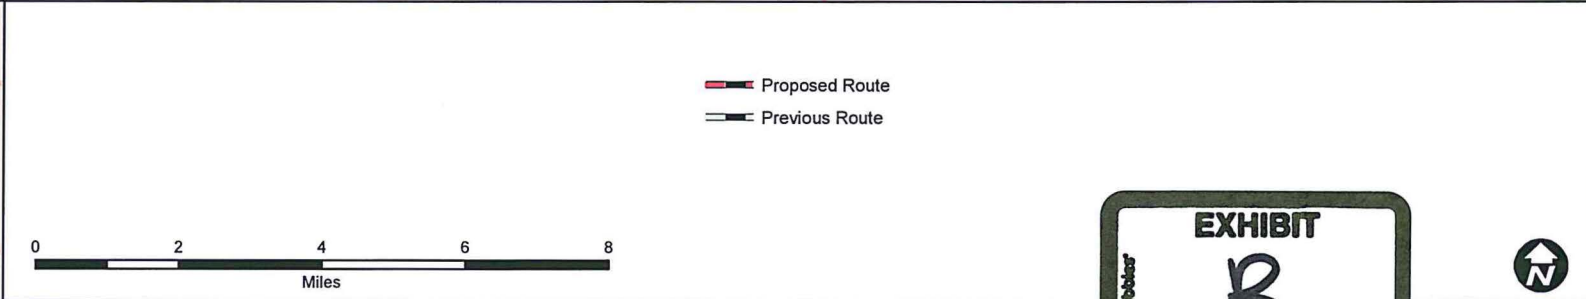 Proposed Route
Previous Route
0 2 4 6 8
Miles
EXHIBIT
B
N